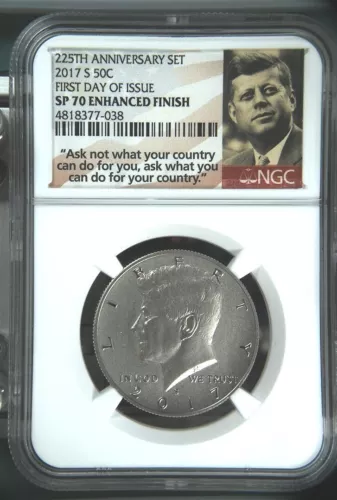 225TH ANNIVERSARY SET
2017 S 50C
FIRST DAY OF ISSUE
SP 70 ENHANCED FINISH
4818377-038
"Ask not what your country
can do for you, ask what you
can do for your country."
NGC
LIBERTY
IN GOD WE TRUST
S
2017